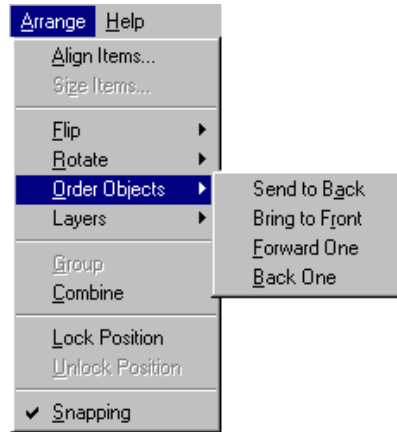 Arrange Help
Align Items...
Size Items...
Flip
Rotate
Order Objects
Send to Back
Layers
Bring to Front
Forward One
Group
Back One
Combine
Lock Position
Unlock Position
Snapping